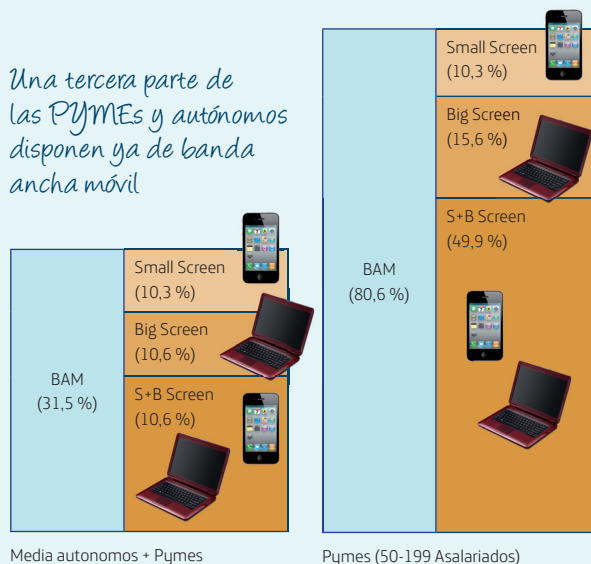 Una tercera parte de
las PYMEs y autónomos
disponen ya de banda
ancha móvil
BAM
(31,5 %)
Small Screen
(10,3 %)
Big Screen
(10,6 %)
S+B Screen
(10,6 %)
Media autonomos + Pymes
BAM
(80,6 %)
Small Screen
(10,3 %)
Big Screen
(15,6 %)
S+B Screen
(49,9 %)
Pymes (50-199 Asalariados)